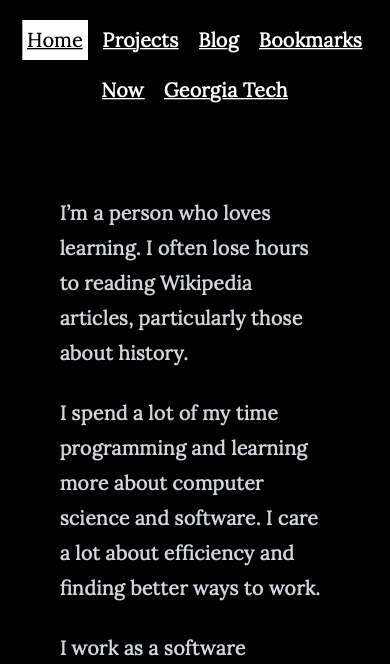 Home Projects Blog Bookmarks
Now Georgia Tech
I’m a person who loves
learning. I often lose hours
to reading Wikipedia
articles, particularly those
about history.
I spend a lot of my time
programming and learning
more about computer
science and software. I care
a lot about efficiency and
finding better ways to work.
I work as a software